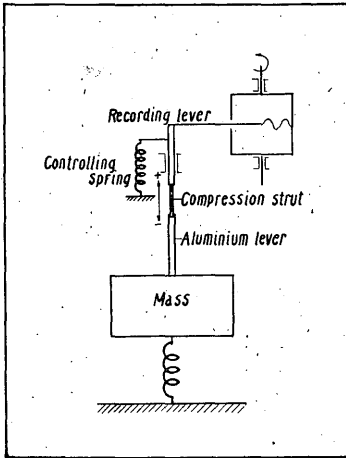 Recording lever
Controlling
spring
+
-
Compression strut
Aluminium lever
Mass